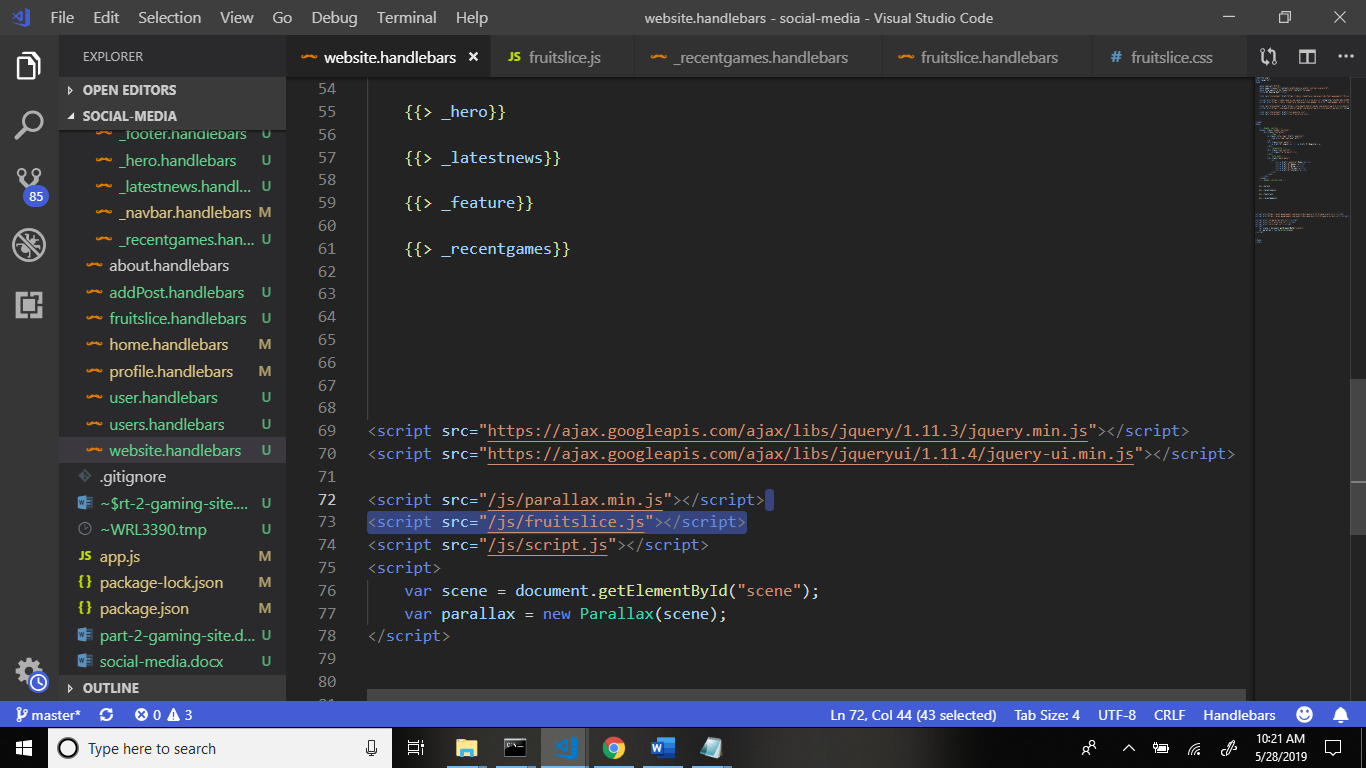 File Edit Selection View Go Debug Terminal Help
website.handlebars - social-media - Visual Studio Code
EXPLORER
OPEN EDITORS
SOCIAL-MEDIA
_footer.handlebars U
_hero.handlebars U
_latestnews.handl... U
_navbar.handlebars M
_recentgames.han... U
about.handlebars
addPost.handlebars U
fruitslice.handlebars U
home.handlebars M
profile.handlebars M
user.handlebars U
users.handlebars U
website.handlebars U
.gitignore
~$rt-2-gaming-site.... U
~WRL3390.tmp U
JS app.js M
{} package-lock.json M
{} package.json M
part-2-gaming-site.d... U
social-media.docx U
OUTLINE
85
website.handlebars
JS fruitslice.js
_recentgames.handlebars
fruitslice.handlebars
# fruitslice.css
54
55 {{> _hero}}
56
57 {{> _latestnews}}
58
59 {{> _feature}}
60
61 {{> _recentgames}}
62
63
64
65
66
67
68
69 <script src="https://ajax.googleapis.com/ajax/libs/jquery/1.11.3/jquery.min.js"></script>
70 <script src="https://ajax.googleapis.com/ajax/libs/jqueryui/1.11.4/jquery-ui.min.js"></script>
71
72 <script src="/js/parallax.min.js"></script>
73 <script src="/js/fruitslice.js"></script>
74 <script src="/js/script.js"></script>
75 <script>
76 var scene = document.getElementById("scene");
77 var parallax = new Parallax(scene);
78 </script>
79
80
master* 0 3
Ln 72, Col 44 (43 selected) Tab Size: 4 UTF-8 CRLF Handlebars
Type here to search
10:21 AM
5/28/2019